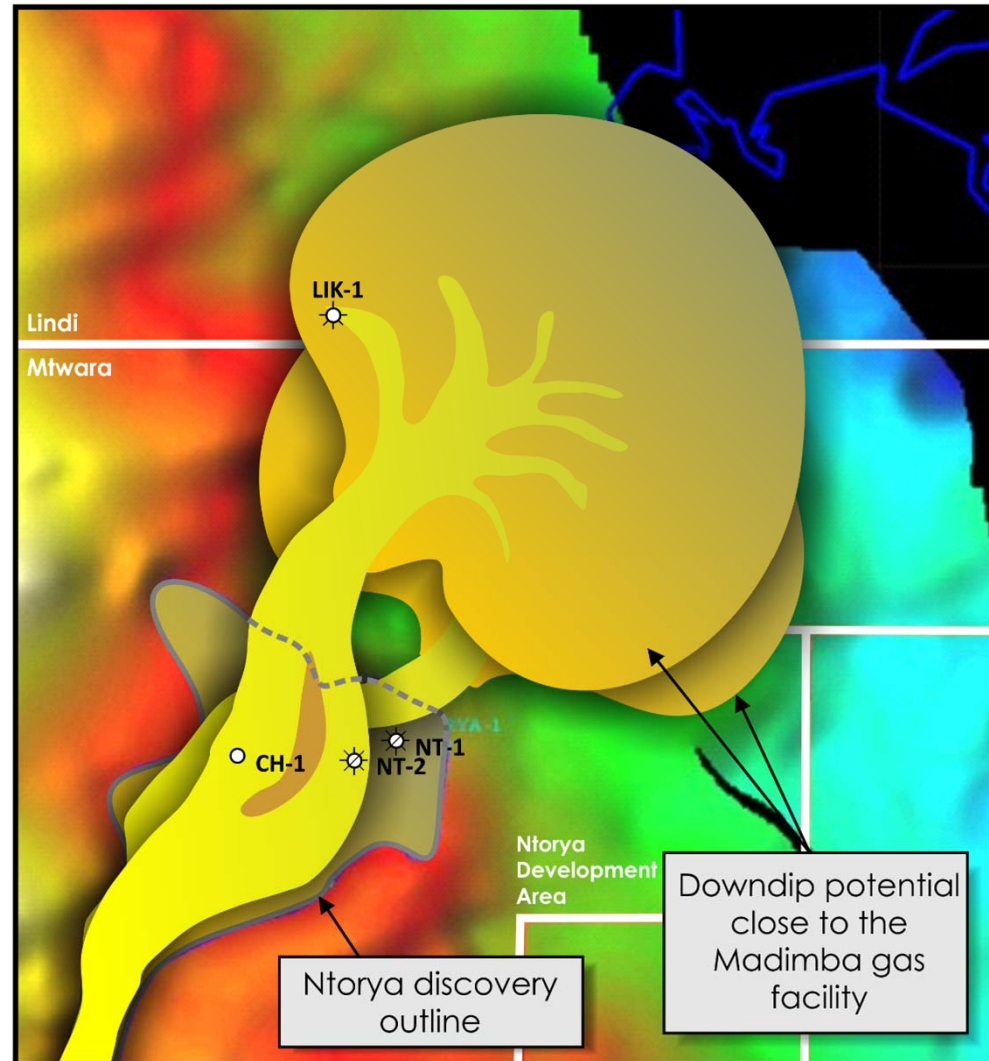 LIK-1
Lindi
Mtwara
CH-1
NT-1
NT-2
Ntorya
Development
Area
Ntorya discovery
outline
Downdip potential
close to the
Madimba gas
facility